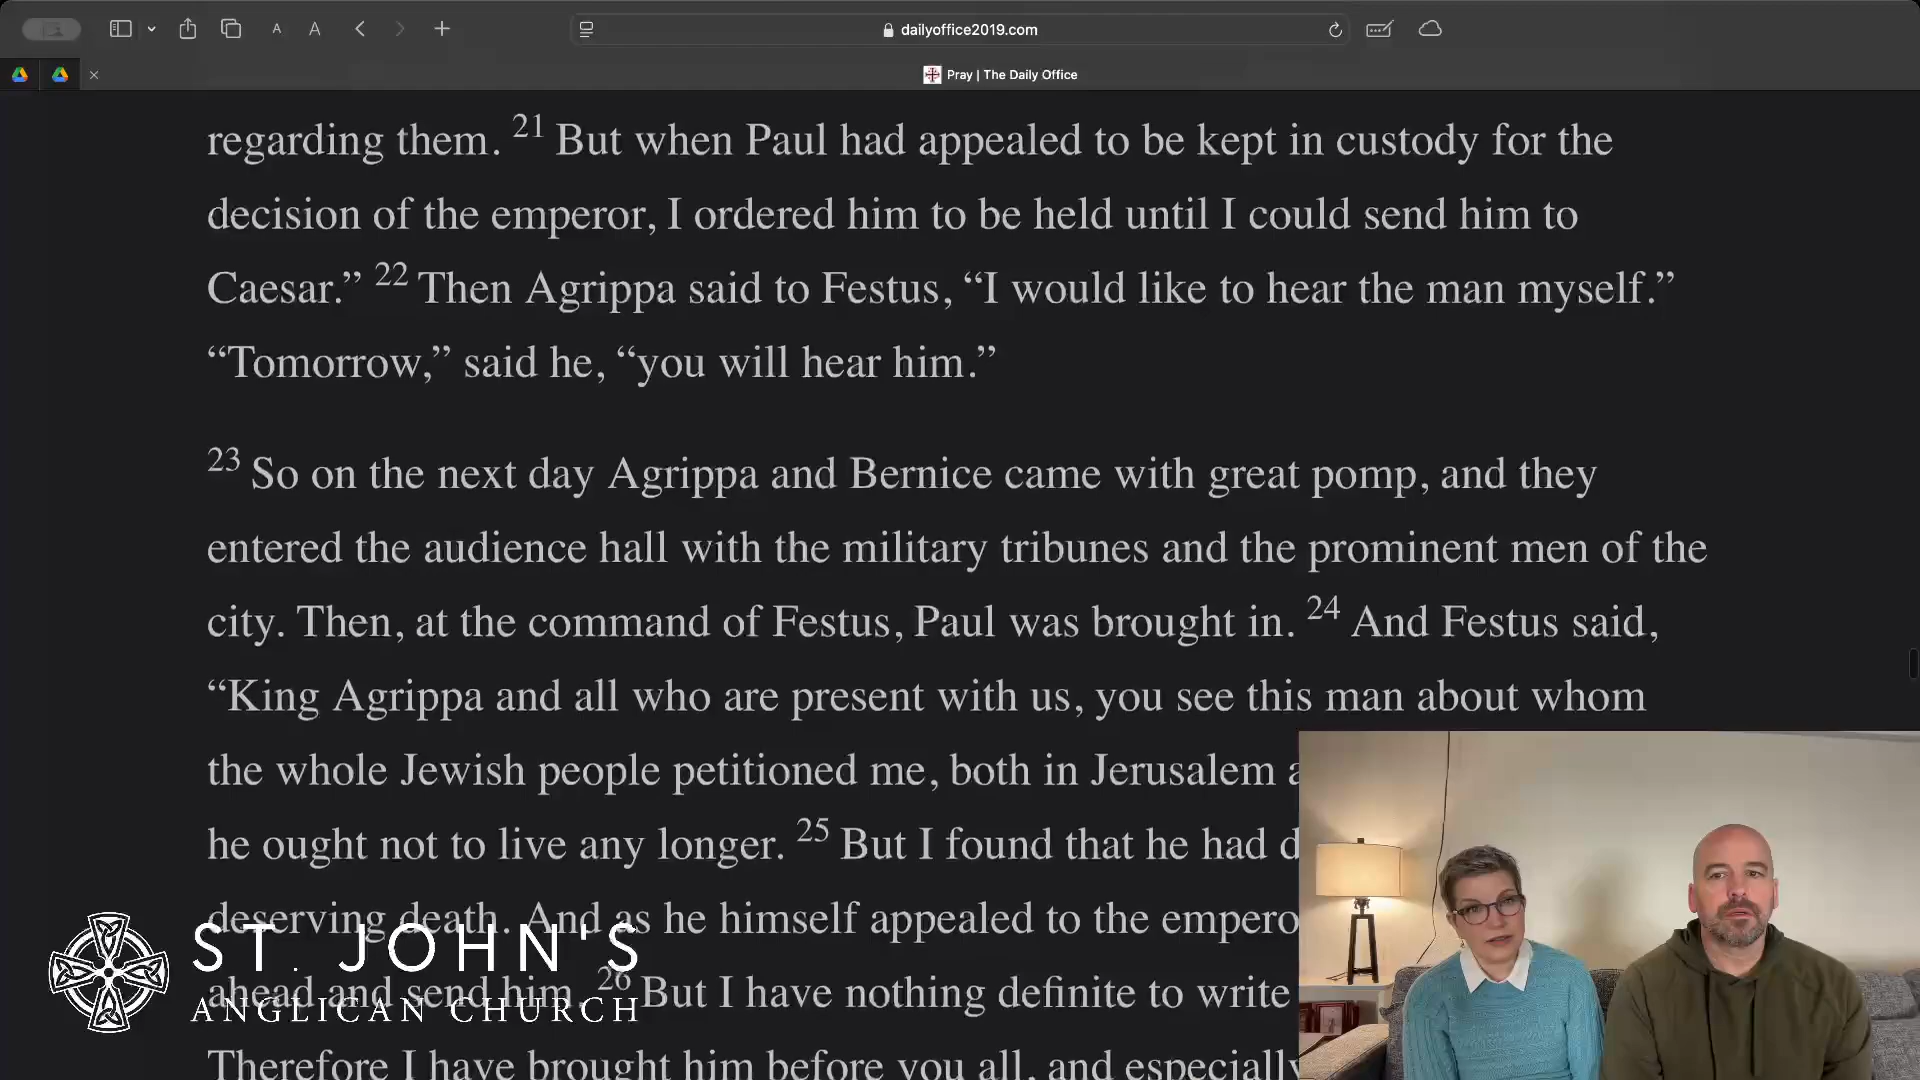 A A
dailyoffice2019.com
Pray | The Daily Office
regarding them. 21 But when Paul had appealed to be kept in custody for the
decision of the emperor, I ordered him to be held until I could send him to
Caesar.” 22 Then Agrippa said to Festus, “I would like to hear the man myself.”
“Tomorrow,” said he, “you will hear him.”
23 So on the next day Agrippa and Bernice came with great pomp, and they
entered the audience hall with the military tribunes and the prominent men of the
city. Then, at the command of Festus, Paul was brought in. 24 And Festus said,
“King Agrippa and all who are present with us, you see this man about whom
the whole Jewish people petitioned me, both in Jerusalem a
he ought not to live any longer. 25 But I found that he had d
deserving death. And as he himself appealed to the empero
ST. JOHN'S
ahead and send him. 26 But I have nothing definite to write
ANGLICAN CHURCH
Therefore I have brought him before you all, and especially